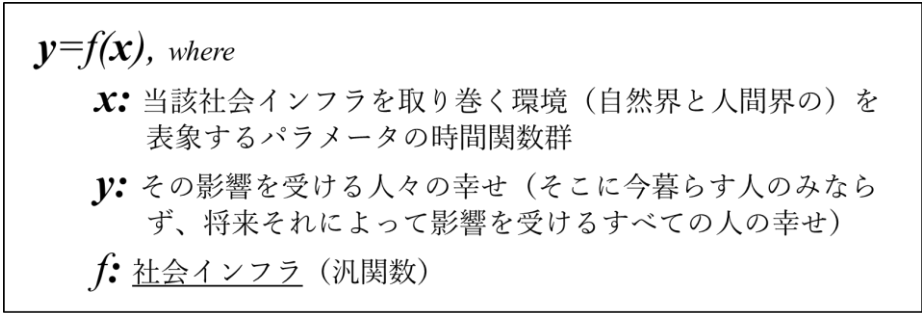 y=f(x), where
x: 当該社会インフラを取り巻く環境（自然界と人間界の）を
表象するパラメータの時間関数群
y: その影響を受ける人々の幸せ（そこに今暮らす人のみなら
ず、将来それによって影響を受けるすべての人の幸せ）
f: 社会インフラ（汎関数）